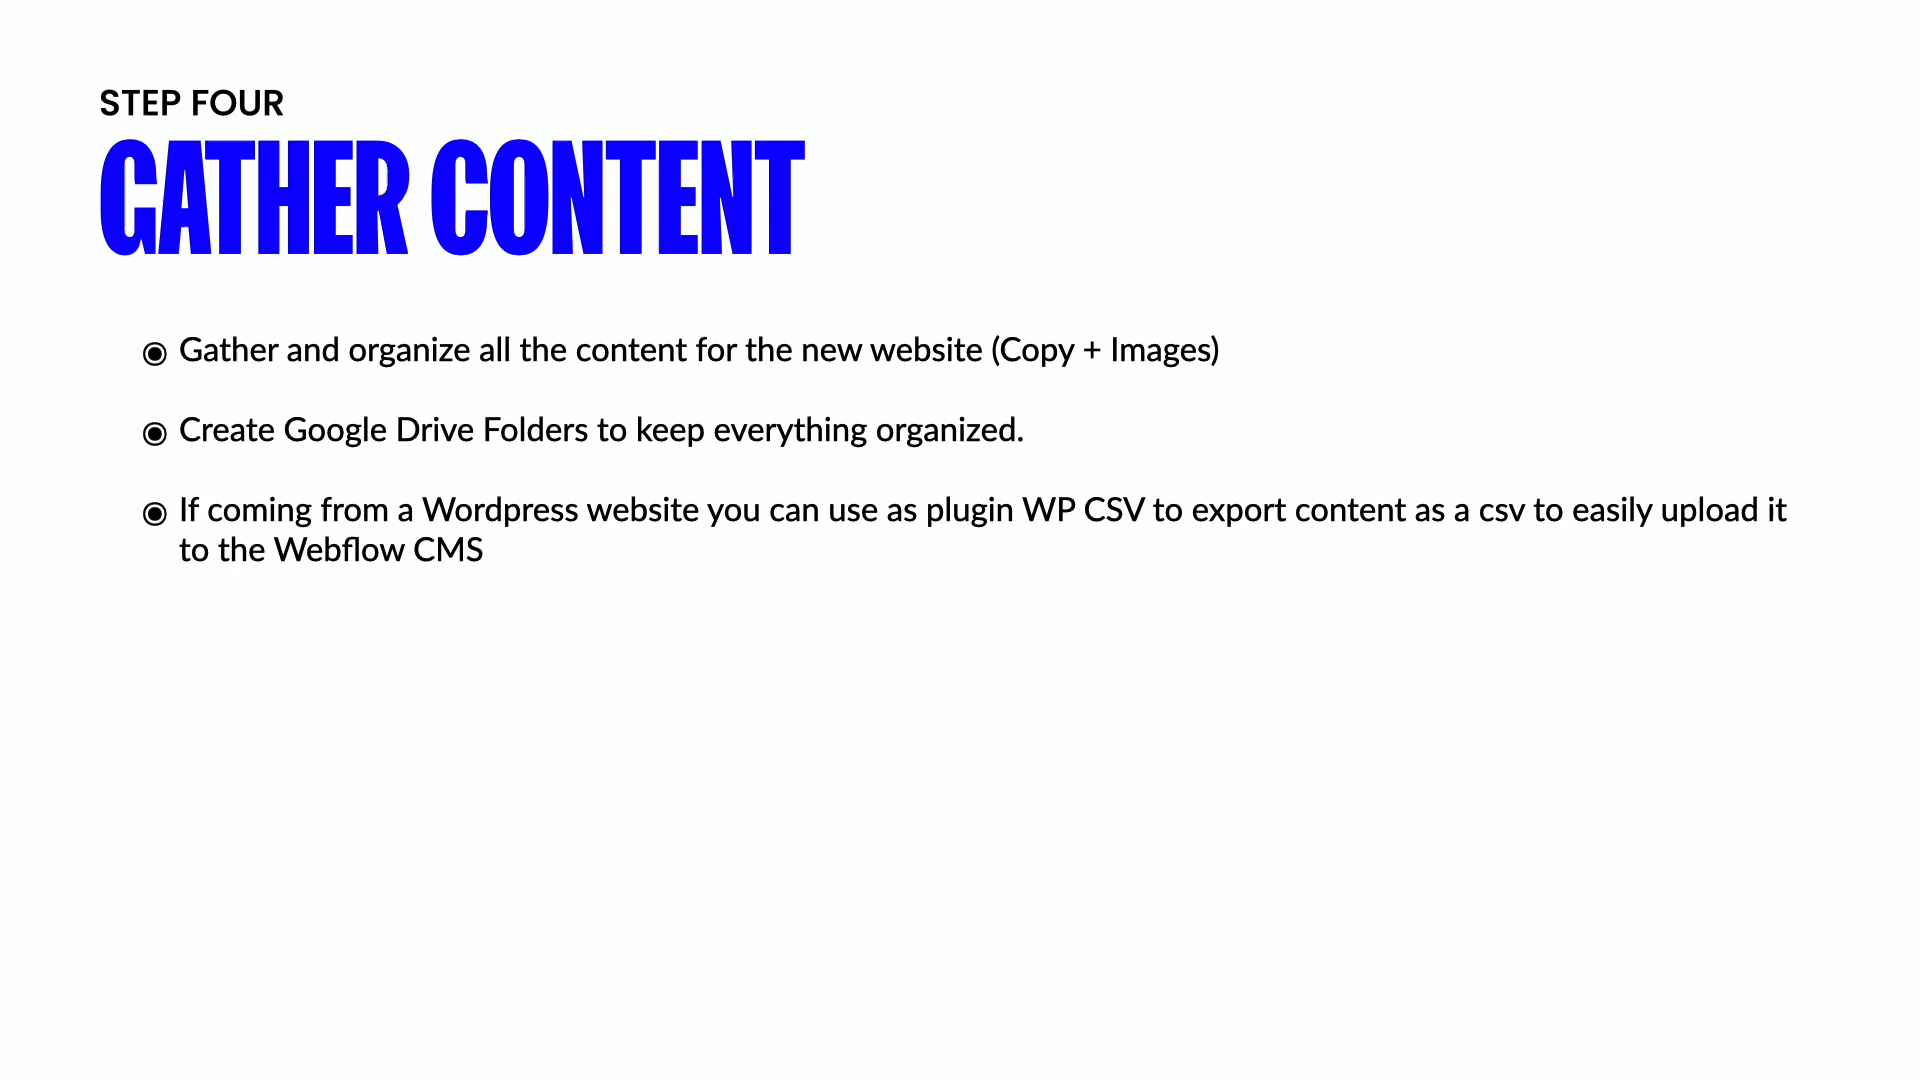 STEP FOUR
GATHER CONTENT
◉ Gather and organize all the content for the new website (Copy + Images)
◉ Create Google Drive Folders to keep everything organized.
◉ If coming from a Wordpress website you can use as plugin WP CSV to export content as a csv to easily upload it
to the Webflow CMS